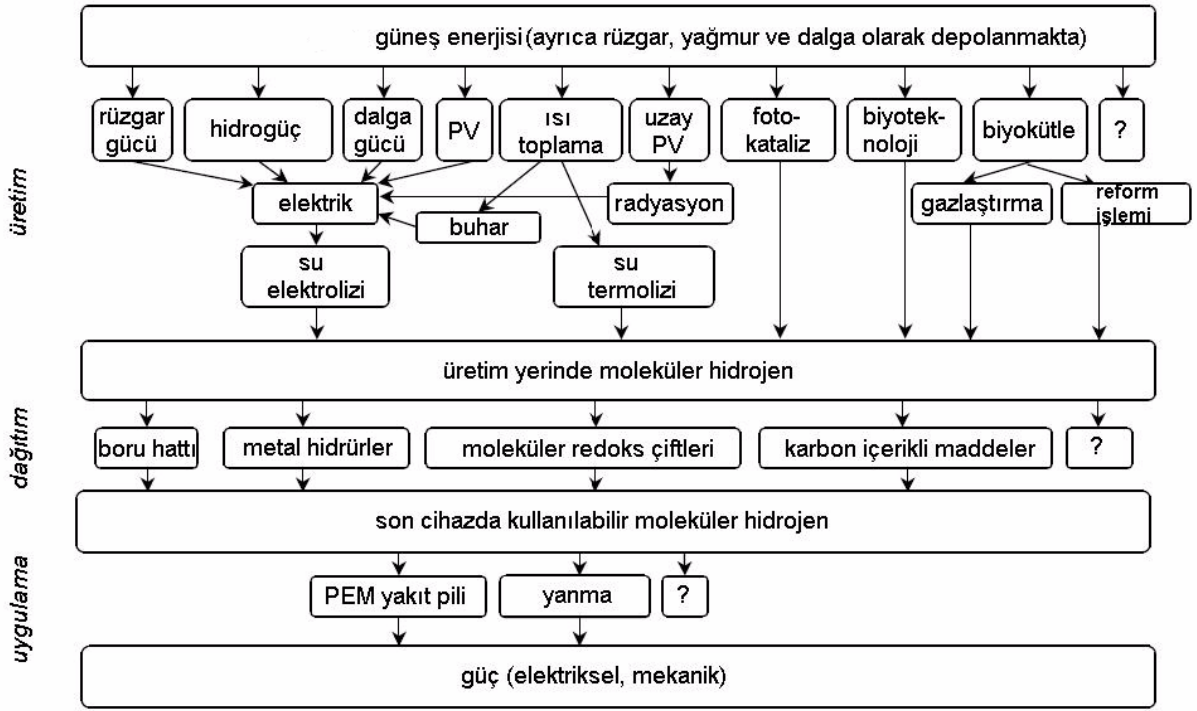 güneş enerjisi (ayrıca rüzgar, yağmur ve dalga olarak depolanmakta)
rüzgar
gücü
hidrogüç
dalga
gücü
PV
ısı
toplama
uzay
PV
foto-
kataliz
biyotek-
noloji
biyokütle
?
üretim
elektrik
buhar
radyasyon
gazlaştırma
reform
işlemi
su
elektrolizi
su
termolizi
üretim yerinde moleküler hidrojen
dağıtım
boru hattı
metal hidrürler
moleküler redoks çiftleri
karbon içerikli maddeler
?
son cihazda kullanılabilir moleküler hidrojen
uygulama
PEM yakıt pili
yanma
?
güç (elektriksel, mekanik)